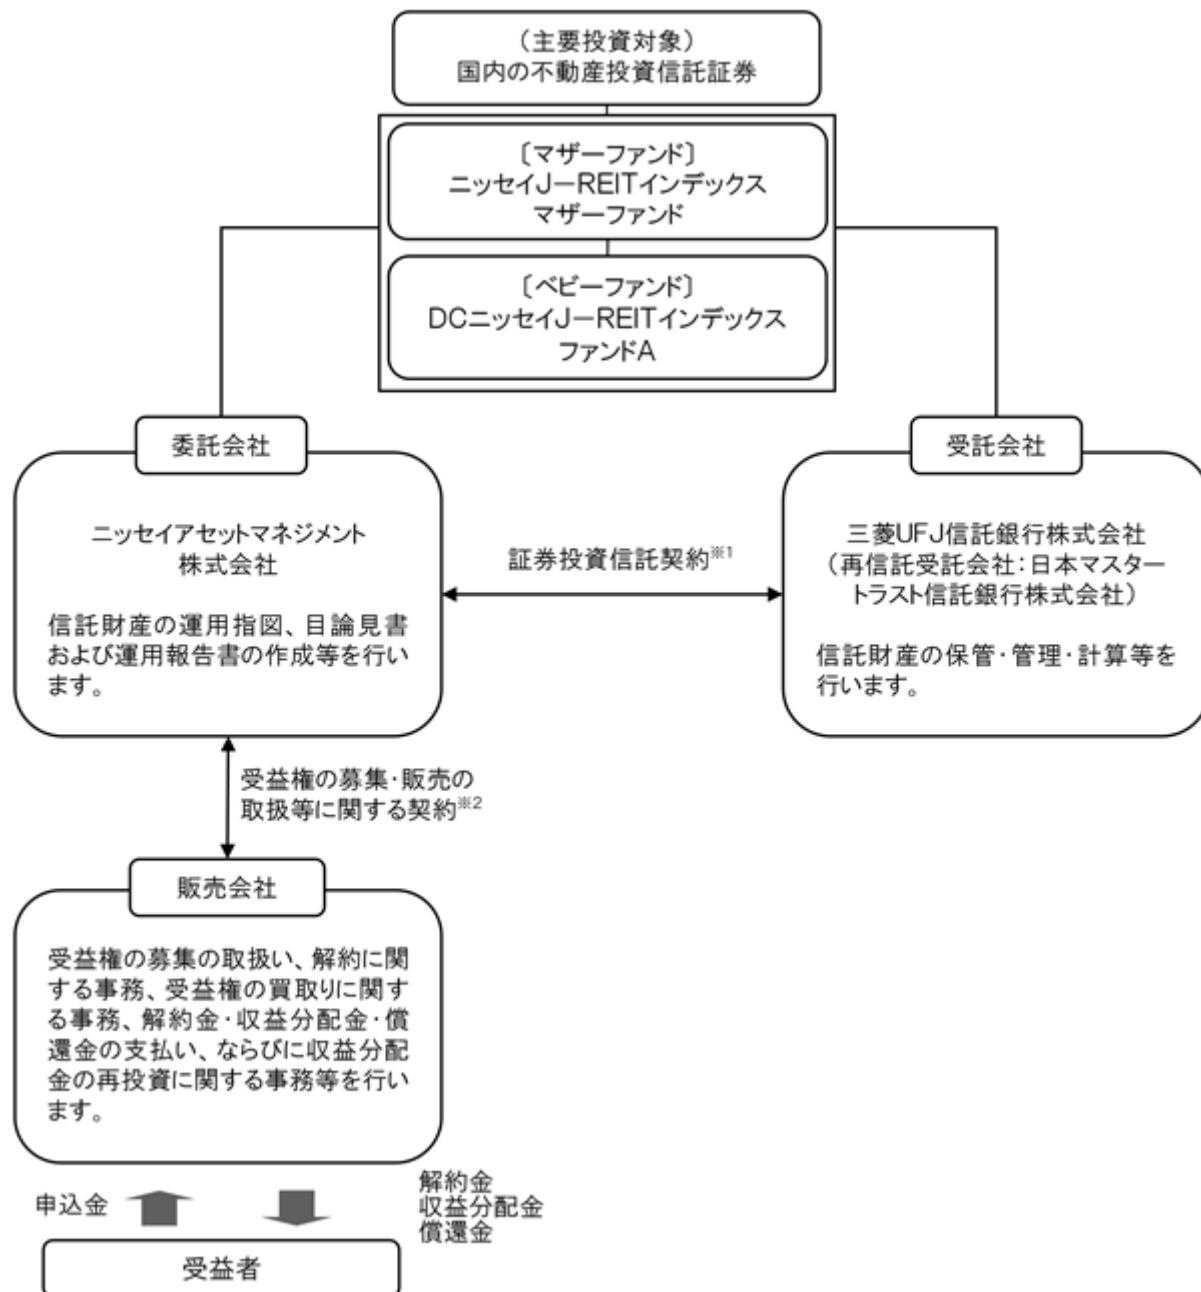 （主要投資対象）
国内の不動産投資信託証券
〔マザーファンド〕
ニッセイJ－REITインデックス
マザーファンド
〔ベビーファンド〕
DCニッセイJ－REITインデックス
ファンドA
委託会社
ニッセイアセットマネジメント
株式会社
信託財産の運用指図、目論見書
および運用報告書の作成等を行い
ます。
証券投資信託契約※1
受託会社
三菱UFJ信託銀行株式会社
（再信託受託会社：日本マスター
トラスト信託銀行株式会社）
信託財産の保管・管理・計算等を
行います。
受益権の募集・販売の
取扱等に関する契約※2
販売会社
受益権の募集の取扱い、解約に関
する事務、受益権の買取りに関す
る事務、解約金・収益分配金・償
還金の支払い、ならびに収益分配
金の再投資に関する事務等を行い
ます。
申込金
解約金
収益分配金
償還金
受益者